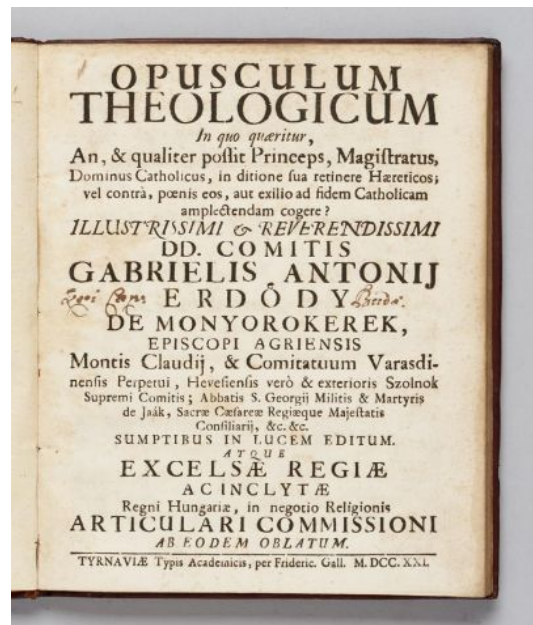 OPUSCULUM
THEOLOGICUM
In quo quæritur,
An, & qualiter poſſit Princeps, Magiſtratus,
Dominus Catholicus, in ditione ſua retinere Hæreticos;
vel contrà, pœnis eos, aut exilio ad fidem Catholicam
amplectendam cogere?
ILLUSTRISSIMI & REVERENDISSIMI
DD. COMITIS
GABRIELIS ANTONIJ
ERDŐDY
DE MONYOROKEREK,
EPISCOPI AGRIENSIS
Montis Claudij, & Comitatuum Varasdi-
nenſis Perpetui, Heveſienſis verò & exterioris Szolnok
Supremi Comitis; Abbatis S. Georgij Militis & Martyris
de Jaák, Sacræ Cæſareæ Regiæque Majeſtatis
Conſiliarij, &c. &c.
SUMPTIBUS IN LUCEM EDITUM.
ATQUE
EXCELSÆ REGIÆ
AC INCLYTÆ
Regni Hungariæ, in negotio Religionis
ARTICULARI COMMISSIONI
AB EODEM OBLATUM.
TYRNAVIÆ Typis Academicis, per Frideric. Gall. M. DCC. XXI.